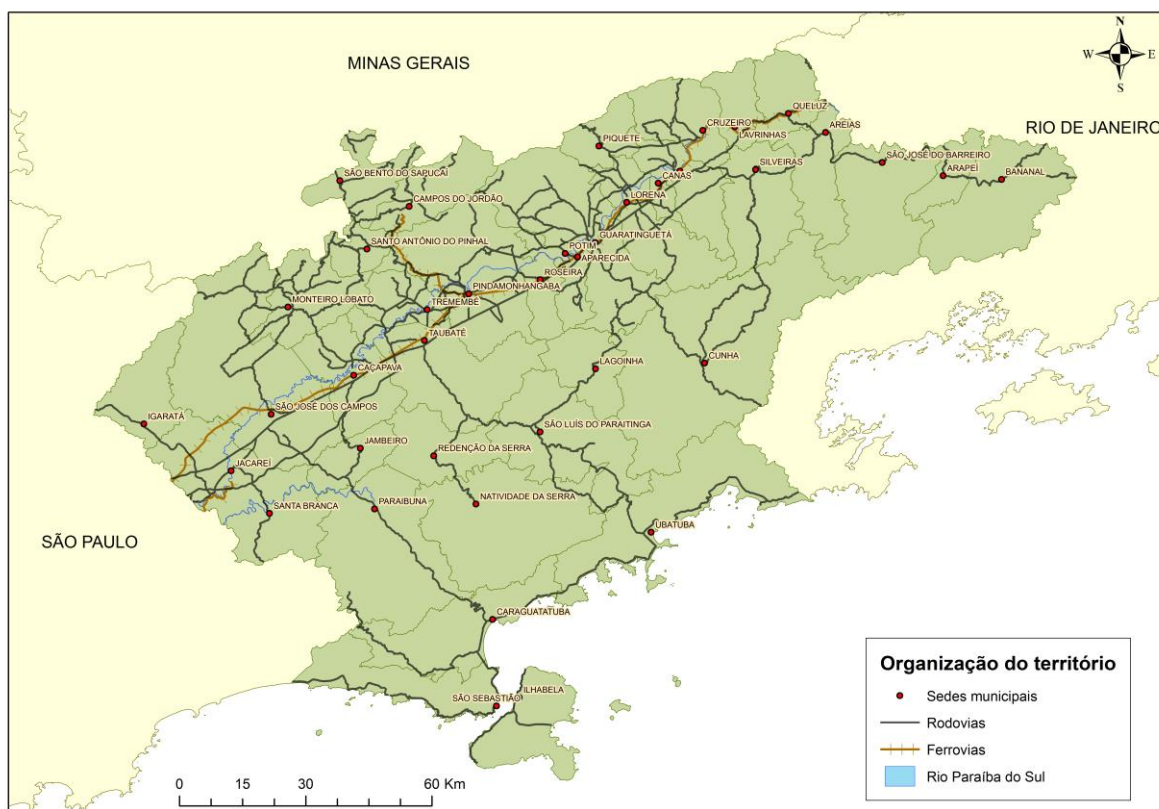 N
W E
S
MINAS GERAIS
RIO DE JANEIRO
SÃO PAULO
QUELUZ
CRUZEIRO
LAVRINHAS
AREIAS
PIQUETE
SÃO JOSÉ DO BARREIRO
SILVEIRAS
ARAPEÍ
BANANAL
CANAS
SÃO BENTO DO SAPUCAÍ
LORENA
CAMPOS DO JORDÃO
GUARATINGUETÁ
SANTO ANTÔNIO DO PINHAL
POTIM
APARECIDA
ROSEIRA
PINDAMONHANGABA
MONTEIRO LOBATO
TREMEMBÉ
TAUBATÉ
LAGOINHA
CUNHA
CAÇAPAVA
SÃO JOSÉ DOS CAMPOS
IGARATÁ
SÃO LUÍS DO PARAITINGA
JAMBEIRO
REDENÇÃO DA SERRA
JACAREÍ
NATIVIDADE DA SERRA
PARAIBUNA
SANTA BRANCA
UBATUBA
CARAGUATATUBA
ILHABELA
SÃO SEBASTIÃO
Organização do território
Sedes municipais
Rodovias
Ferrovias
Rio Paraíba do Sul
0 15 30 60 Km